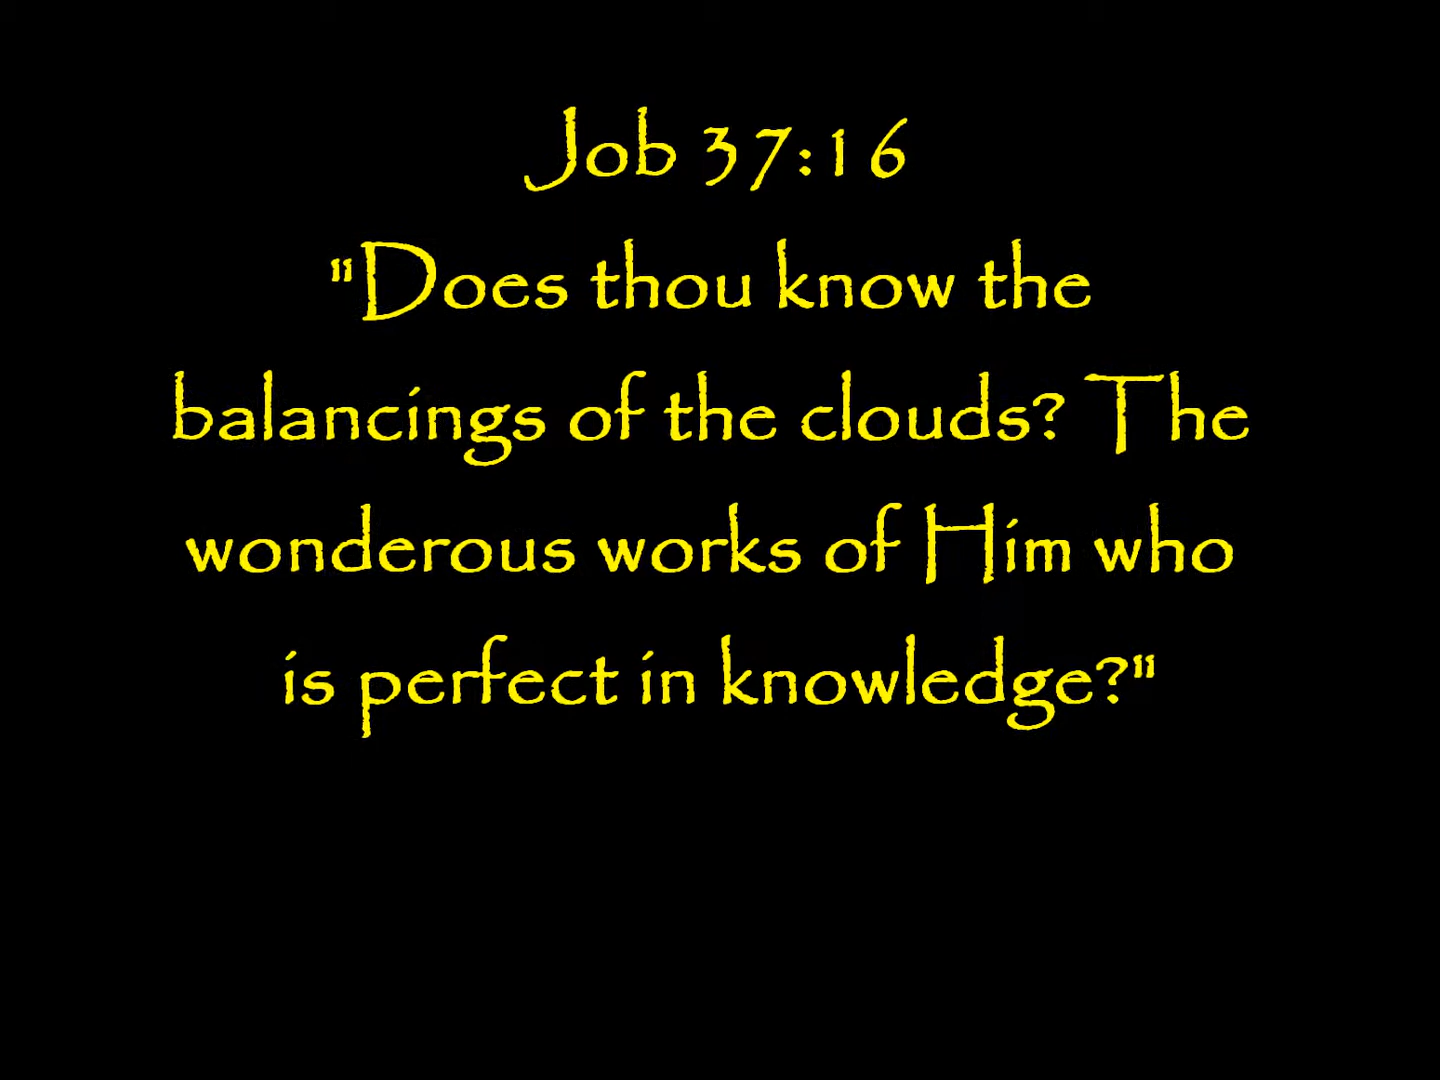 Job 37:16
"Does thou know the
balancings of the clouds? The
wonderous works of Him who
is perfect in knowledge?"